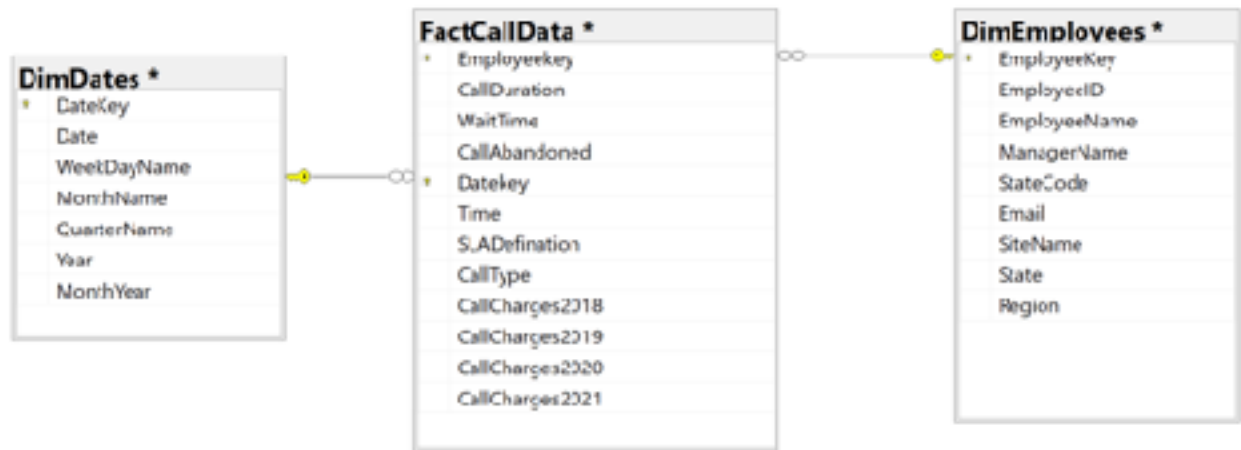 DimDates *
DateKey
Date
WeekDayName
MonthName
QuarterName
Year
MonthYear
FactCallData *
Employeekey
CallDuration
WaitTime
CallAbandoned
Datekey
Time
SLADefination
CallType
CallCharges2018
CallCharges2019
CallCharges2020
CallCharges2021
DimEmployees *
EmployeeKey
EmployeeID
EmployeeName
ManagerName
StateCode
Email
SiteName
State
Region